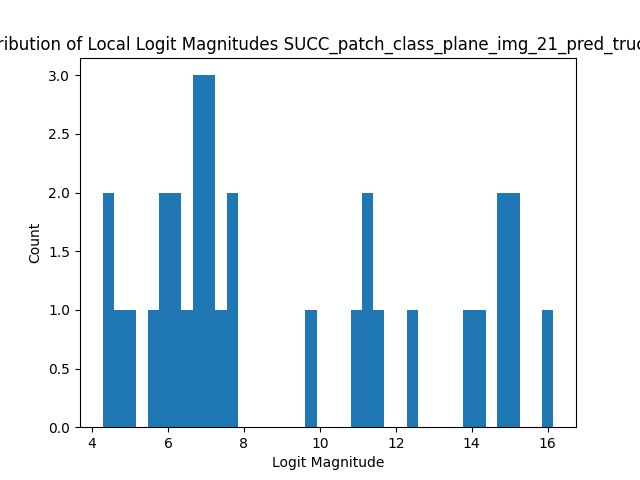 ribution of Local Logit Magnitudes SUCC_patch_class_plane_img_21_pred_truc
3.0
2.5
2.0
1.5
1.0
0.5
0.0
Count
4 6 8 10 12 14 16
Logit Magnitude